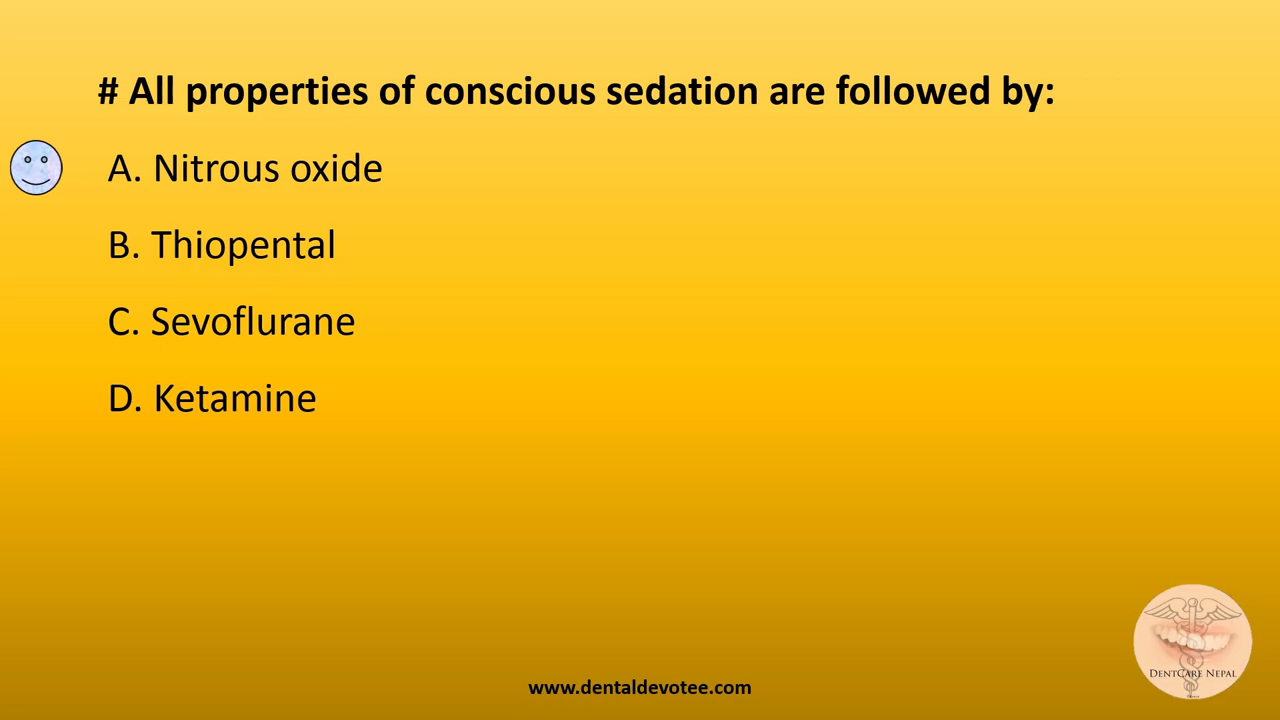 # All properties of conscious sedation are followed by:
A. Nitrous oxide
B. Thiopental
C. Sevoflurane
D. Ketamine
DENTCARE NEPAL
www.dentaldevotee.com